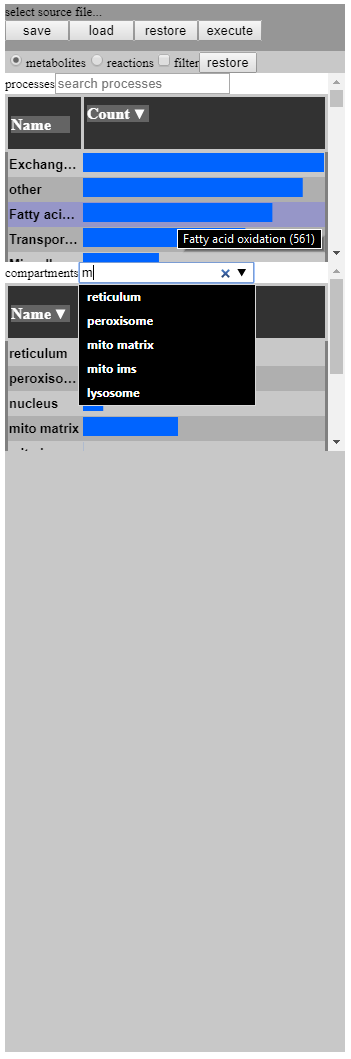 select source file...
save load restore execute
metabolites reactions filter restore
processes search processes
Name Count ▼
Exchang...
other
Fatty aci...
Transpor...
Fatty acid oxidation (561)
compartments m
Name ▼
reticulum
peroxisome
mito matrix
mito ims
lysosome
reticulum
peroxiso...
nucleus
mito matrix